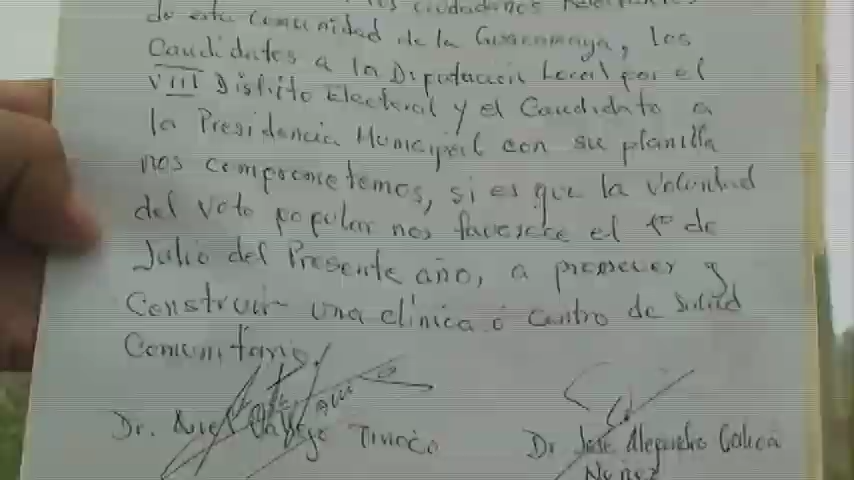 los ciudadanos
de esta comunidad de la Guacamaya, los
Candidatos a la Diputación Local por el
VIII Distrito Electoral y el Candidato a
la Presidencia Municipal con su planilla
nos comprometemos, si es que la voluntad
del voto popular nos favorece el 1º de
Julio del Presente año, a promover y
Construir una clínica o centro de salud
Comunitario.
Dr. Tinoco
Dr José Alejandro Galicia
Nuñez